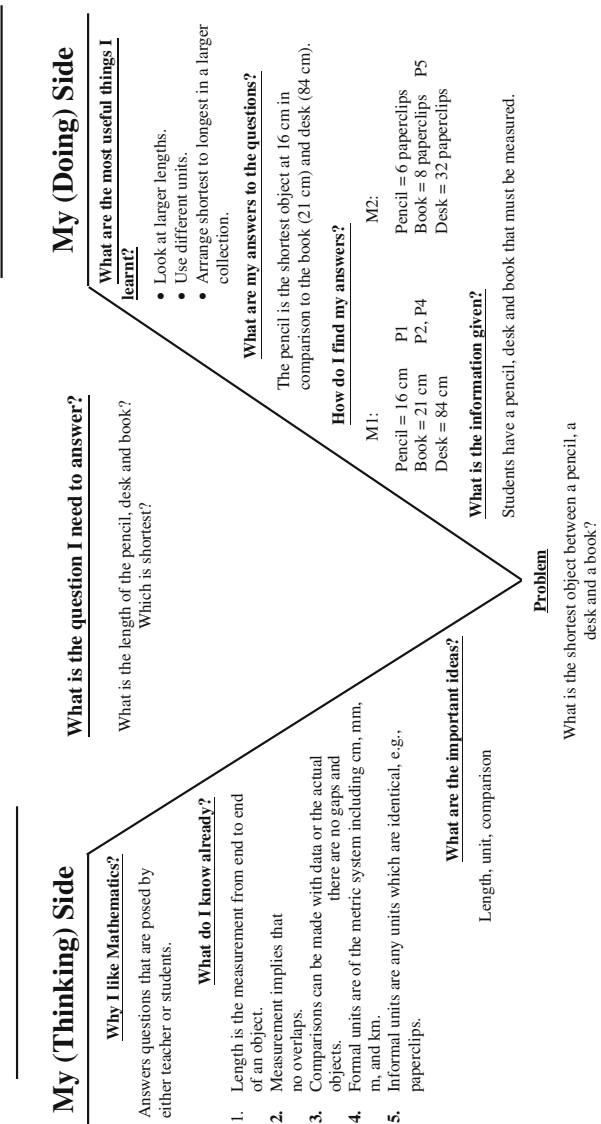 My (Thinking) Side
Why I like Mathematics?
Answers questions that are posed by
either teacher or students.
What do I know already?
1. Length is the measurement from end to end
of an object.
2. Measurement implies that there are no gaps and
no overlaps.
3. Comparisons can be made with data or the actual
objects.
4. Formal units are of the metric system including cm, mm,
m, and km.
5. Informal units are any units which are identical, e.g.,
paperclips.
What are the important ideas?
Length, unit, comparison
What is the question I need to answer?
What is the length of the pencil, desk and book?
Which is shortest?
Problem
What is the shortest object between a pencil, a
desk and a book?
My (Doing) Side
What are the most useful things I
learnt?
• Look at larger lengths.
• Use different units.
• Arrange shortest to longest in a larger
collection.
What are my answers to the questions?
The pencil is the shortest object at 16 cm in
comparison to the book (21 cm) and desk (84 cm).
How do I find my answers?
M1:
Pencil = 16 cm P1
Book = 21 cm P2, P4
Desk = 84 cm
M2:
Pencil = 6 paperclips
Book = 8 paperclips P5
Desk = 32 paperclips
What is the information given?
Students have a pencil, desk and book that must be measured.